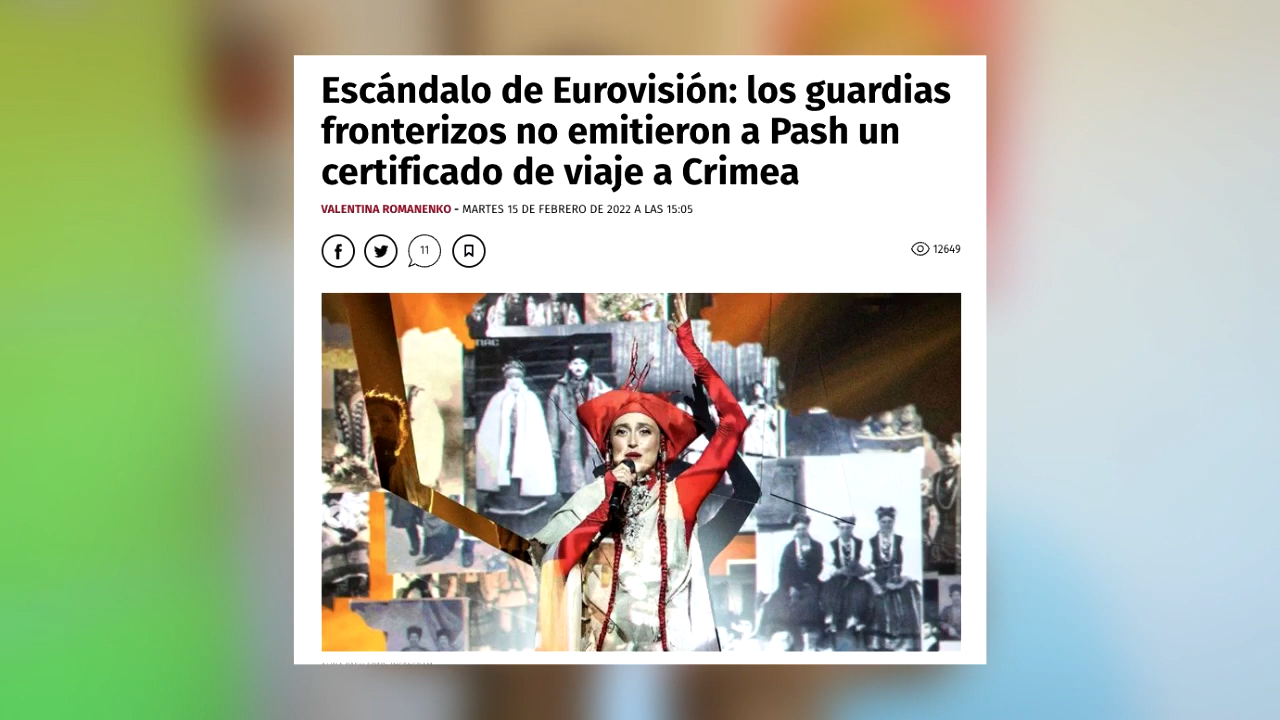 Escándalo de Eurovisión: los guardias
fronterizos no emitieron a Pash un
certificado de viaje a Crimea
VALENTINA ROMANENKO - MARTES 15 DE FEBRERO DE 2022 A LAS 15:05
11
12649